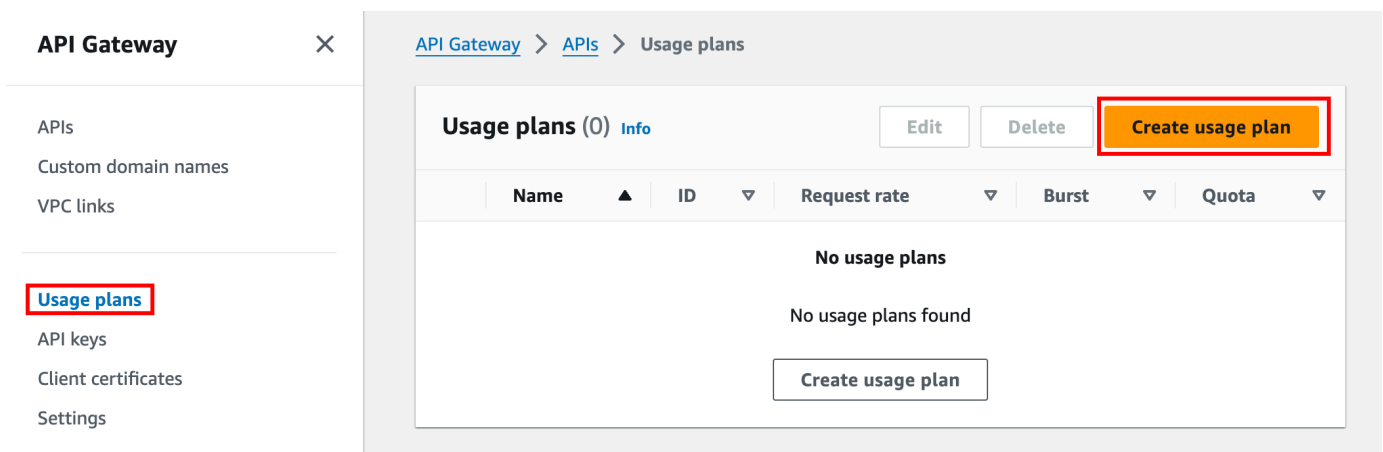 API Gateway
APIs
Custom domain names
VPC links
Usage plans
API keys
Client certificates
Settings
API Gateway > APIs > Usage plans
Usage plans (0) Info Edit Delete Create usage plan
Name ID Request rate Burst Quota
No usage plans
No usage plans found
Create usage plan